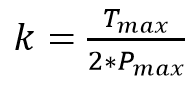 k = T_max / 2*P_max